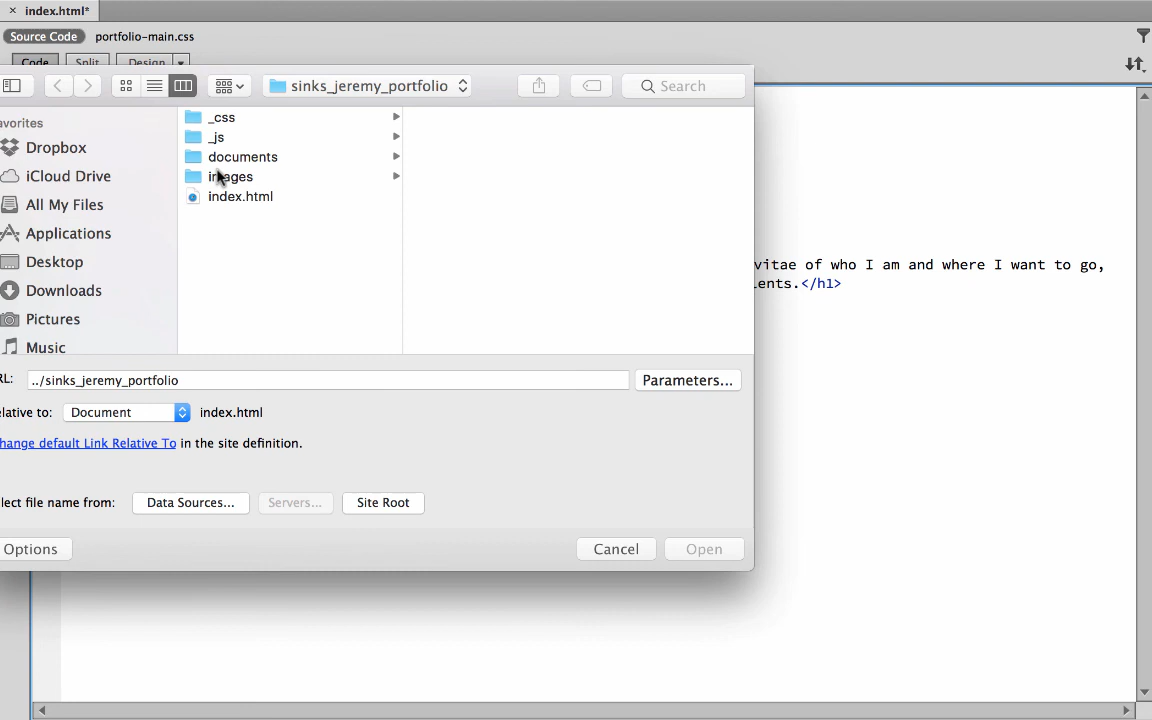 × index.html*
Source Code portfolio-main.css
Code Split Design
sinks_jeremy_portfolio Search
avorites
Dropbox
iCloud Drive
All My Files
Applications
Desktop
Downloads
Pictures
Music
_css
_js
documents
images
index.html
vitae of who I am and where I want to go,
ents.</h1>
RL: ../sinks_jeremy_portfolio Parameters...
elative to: Document index.html
hange default Link Relative To in the site definition.
lect file name from: Data Sources... Servers... Site Root
Options Cancel Open